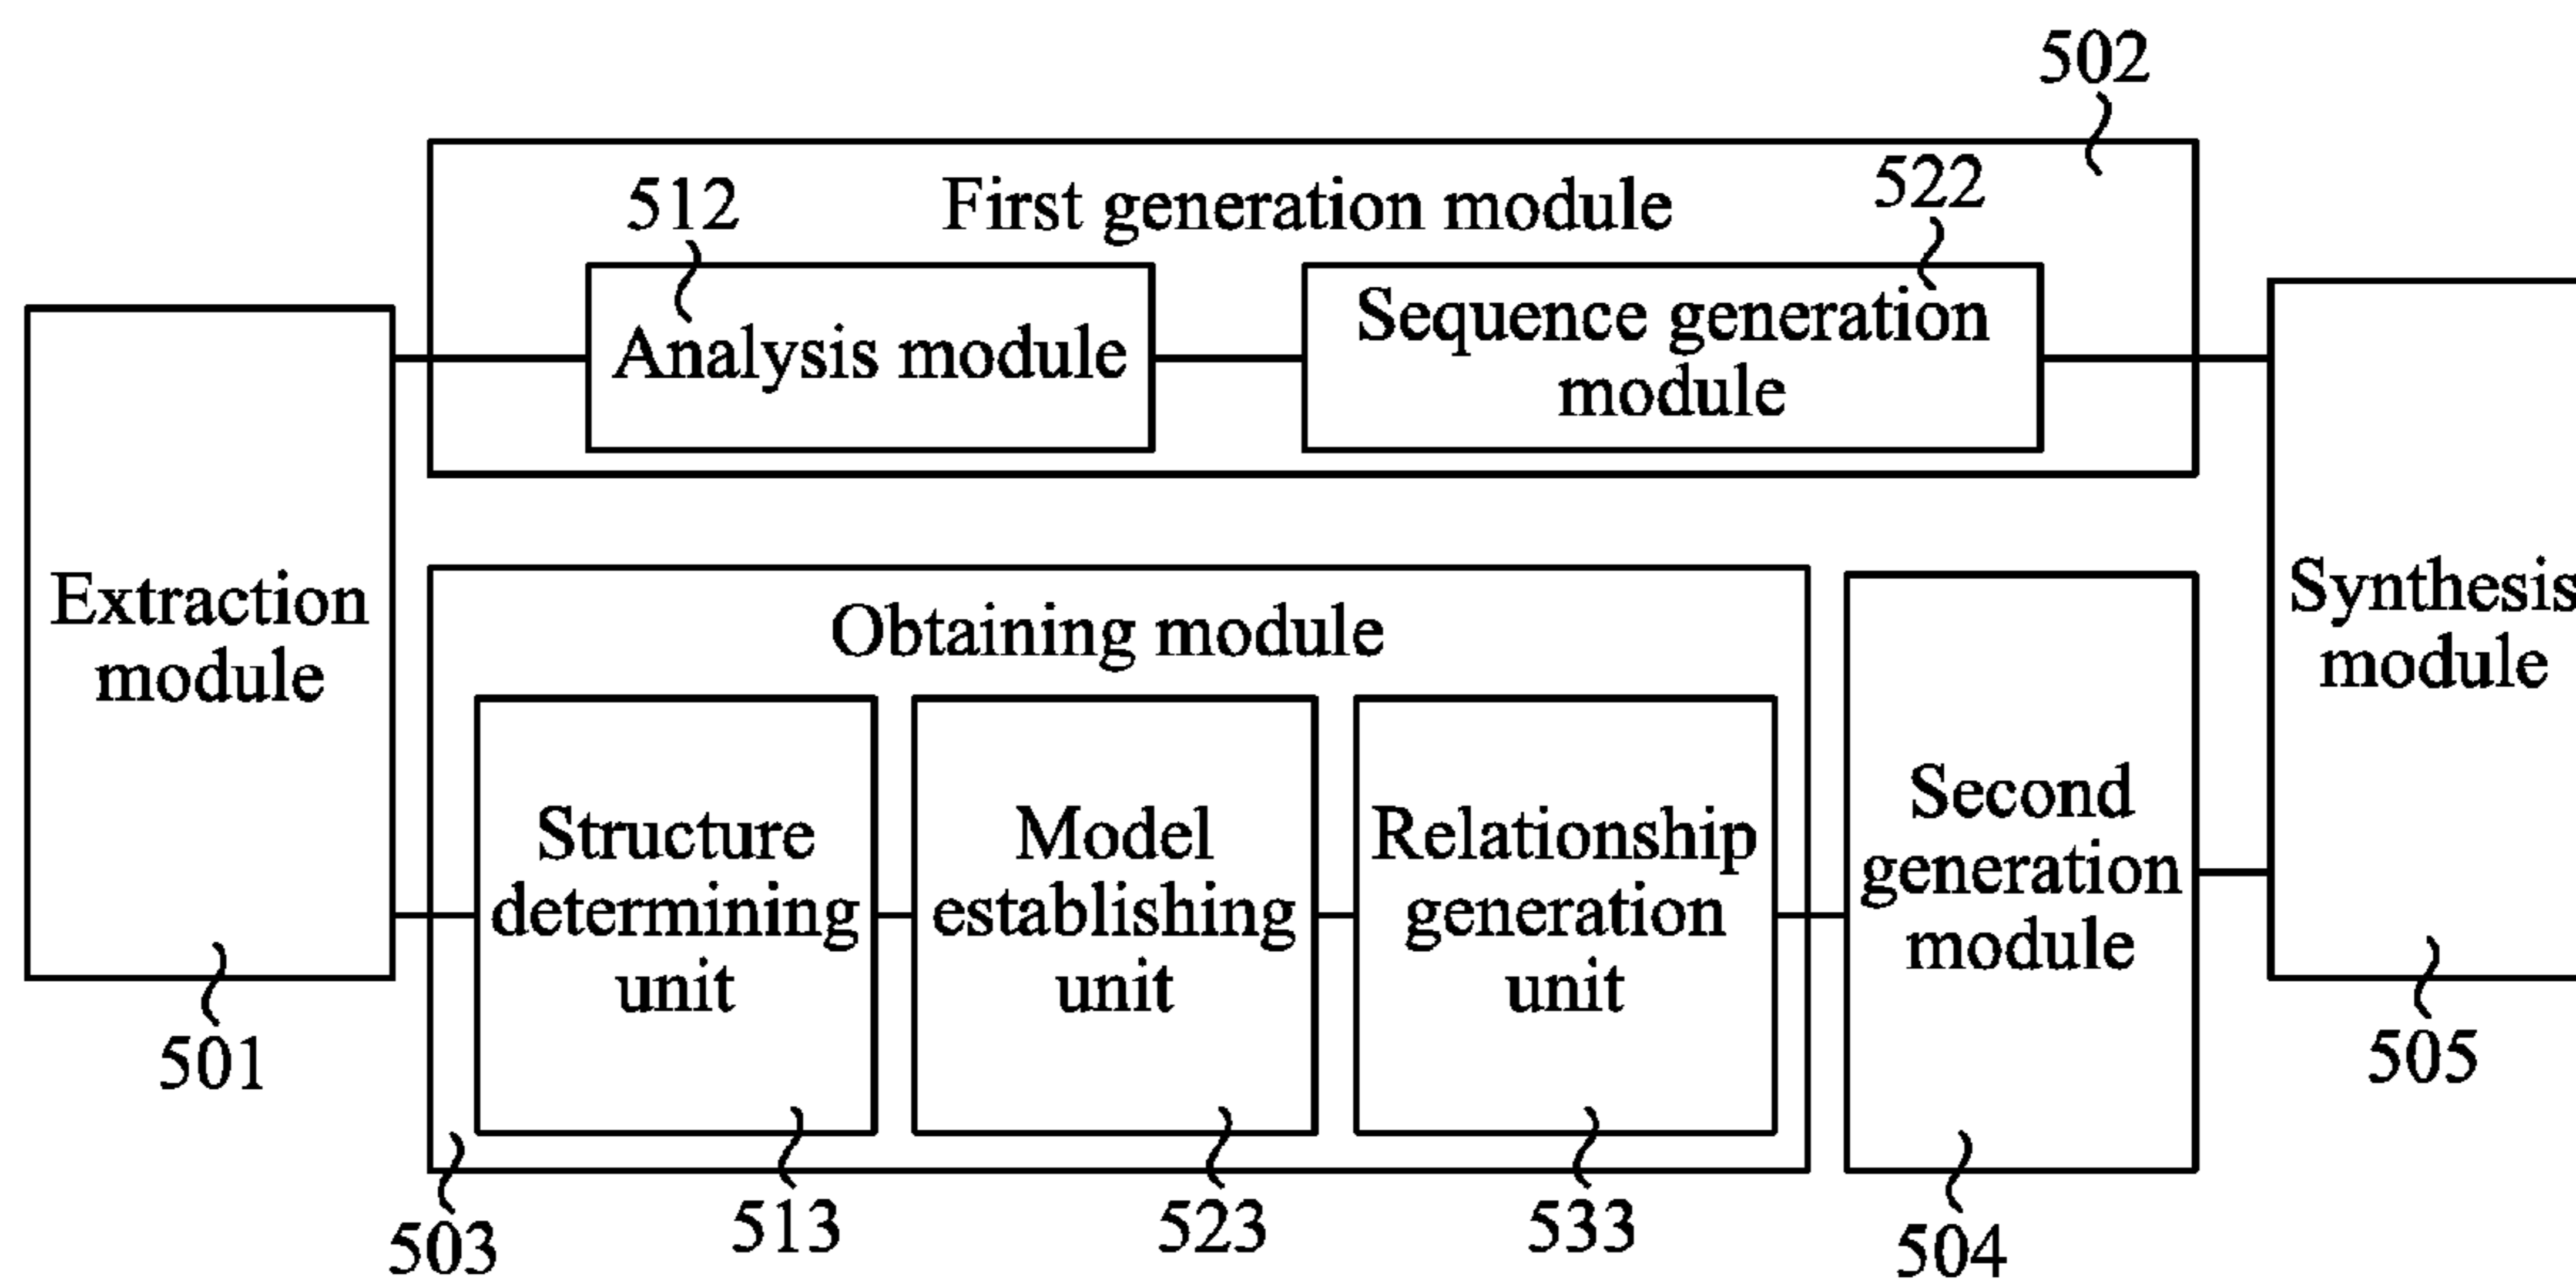 502
512
First generation module
522
Analysis module
Sequence generation
module
Extraction
module
501
Obtaining module
Structure
determining
unit
Model
establishing
unit
Relationship
generation
unit
Second
generation
module
Synthesis
module
505
503
513
523
533
504